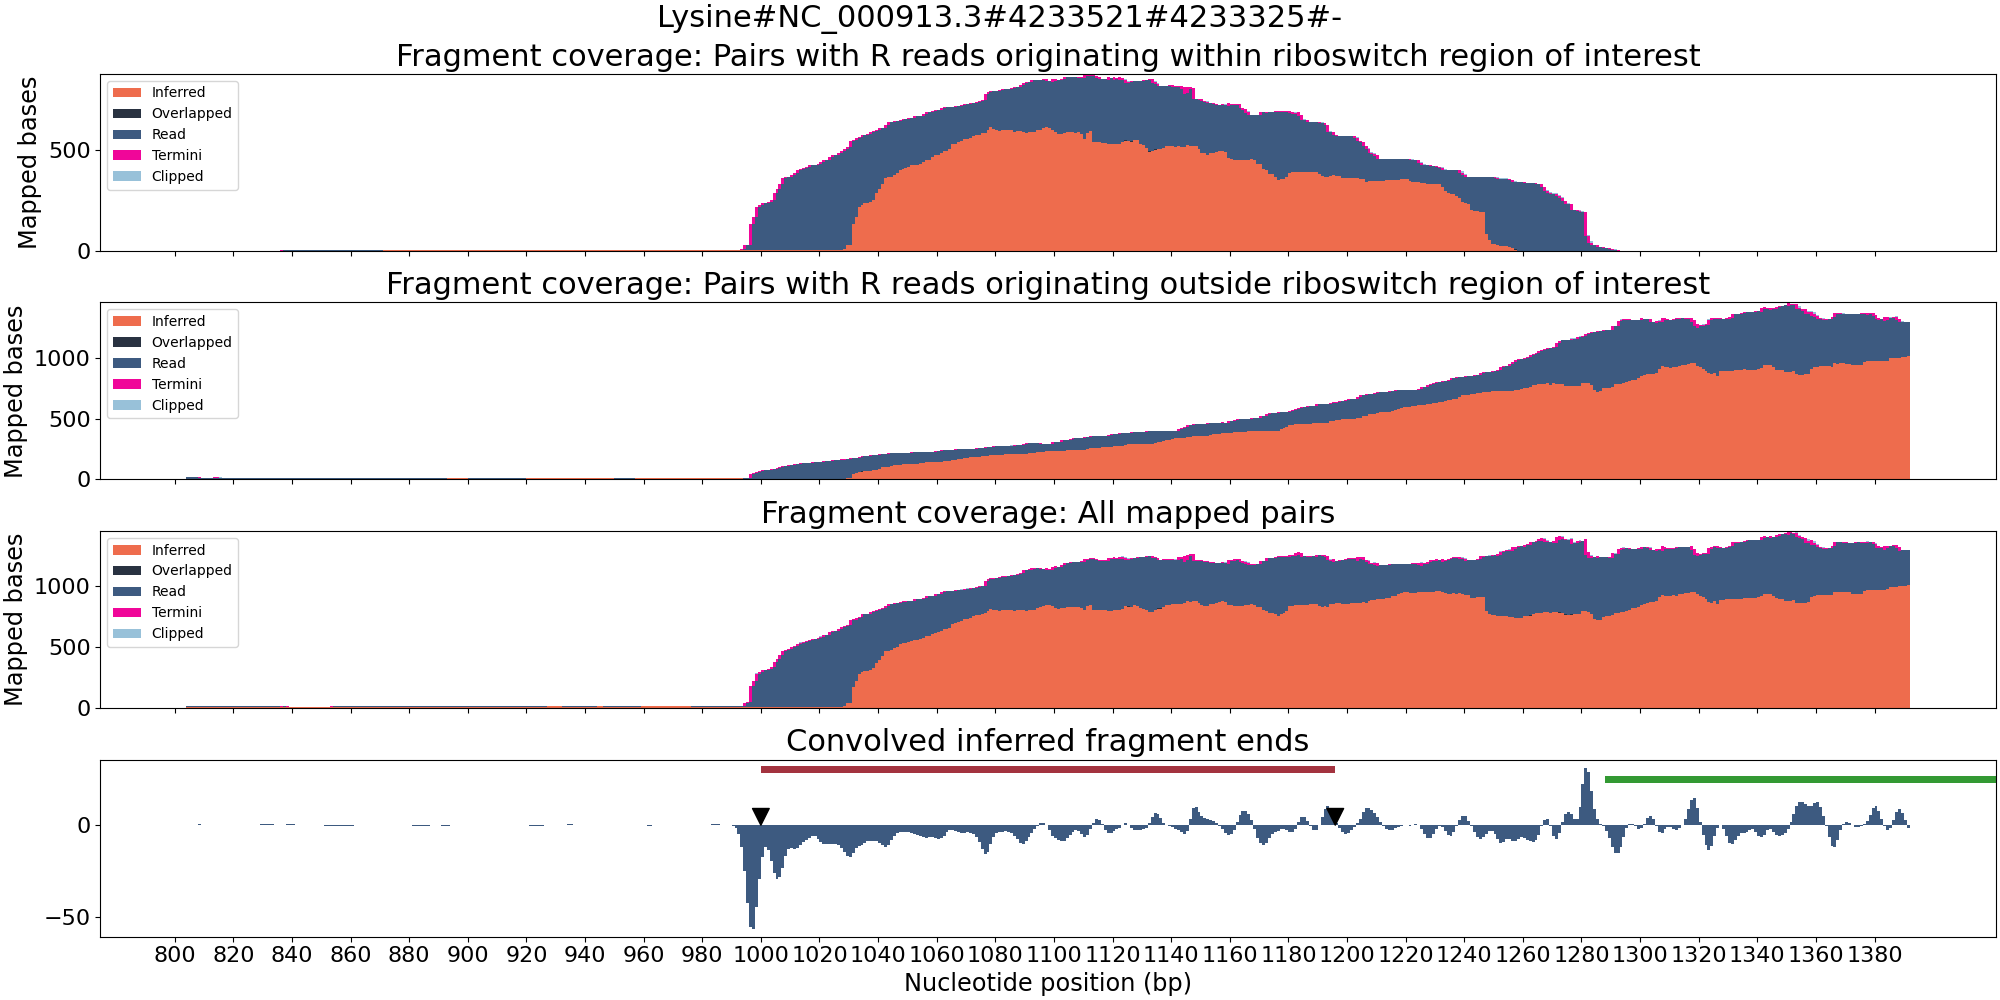 Lysine#NC_000913.3#4233521#4233325#-
Fragment coverage: Pairs with R reads originating within riboswitch region of interest
Mapped bases
500
0
Inferred
Overlapped
Read
Termini
Clipped
Fragment coverage: Pairs with R reads originating outside riboswitch region of interest
Mapped bases
1000
500
0
Inferred
Overlapped
Read
Termini
Clipped
Fragment coverage: All mapped pairs
Mapped bases
1000
500
0
Inferred
Overlapped
Read
Termini
Clipped
Convolved inferred fragment ends
0
−50
800 820 840 860 880 900 920 940 960 980 1000 1020 1040 1060 1080 1100 1120 1140 1160 1180 1200 1220 1240 1260 1280 1300 1320 1340 1360 1380
Nucleotide position (bp)